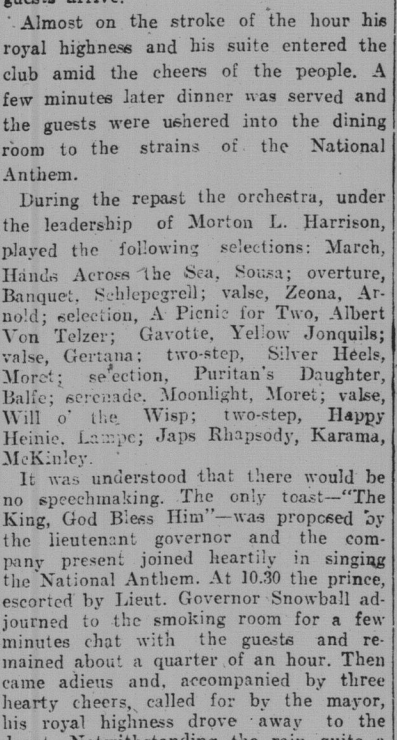 guests arrive.
Almost on the stroke of the hour his
royal highness and his suite entered the
club amid the cheers of the people. A
few minutes later dinner was served and
the guests were ushered into the dining
room to the strains of the National
Anthem.
During the repast the orchestra, under
the leadership of Morton L. Harrison,
played the following selections: March,
Hands Across the Sea, Sousa; overture,
Banquet, Schlepegrell; valse, Zeona, Ar-
nold; selection, A Picnic for Two, Albert
Von Telzer; Gavotte, Yellow Jonquils;
valse, Gertana; two-step, Silver Heels,
Moret; selection, Puritan's Daughter,
Balfe; serenade, Moonlight, Moret; valse,
Will o' the Wisp; two-step, Happy
Heinie, Lampe; Japs Rhapsody, Karama,
McKinley.
It was understood that there would be
no speechmaking. The only toast—"The
King, God Bless Him"—was proposed by
the lieutenant governor and the com-
pany present joined heartily in singing
the National Anthem. At 10.30 the prince,
escorted by Lieut. Governor Snowball ad-
journed to the smoking room for a few
minutes chat with the guests and re-
mained about a quarter of an hour. Then
came adieus and, accompanied by three
hearty cheers, called for by the mayor,
his royal highness drove away to the
Notwithstanding the rain quite a